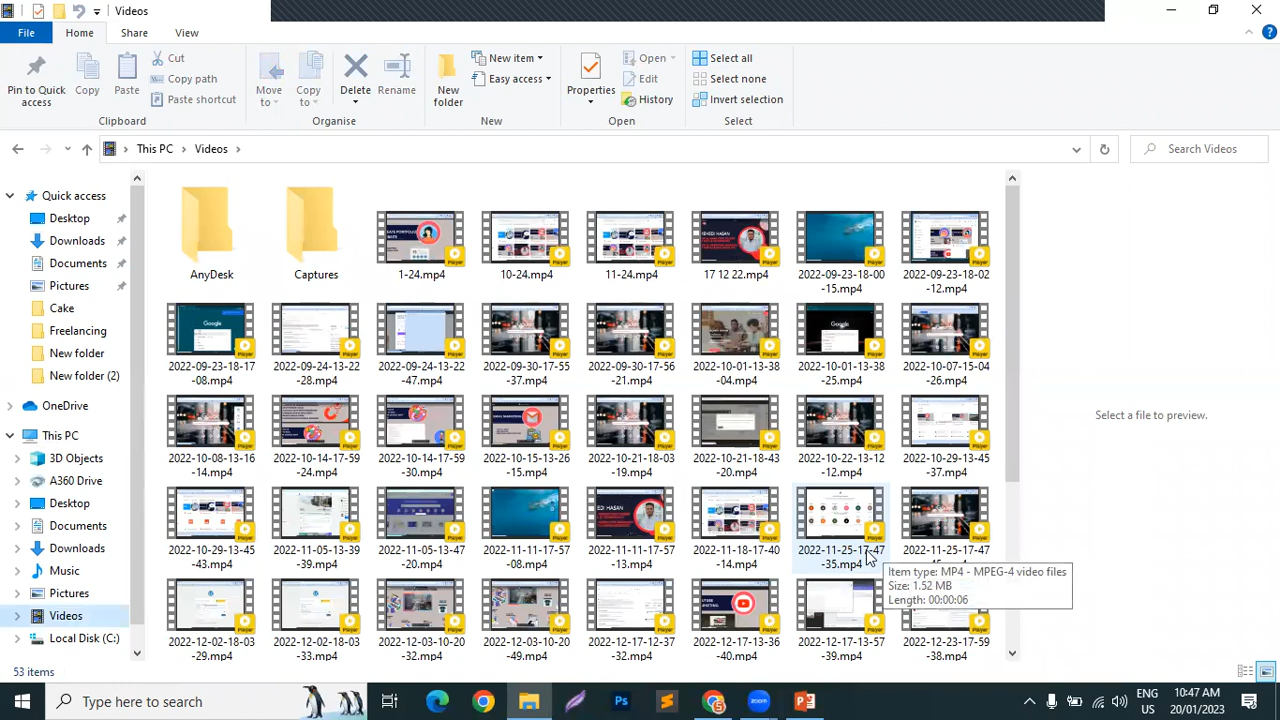 Videos
File Home Share View
Pin to Quick access
Copy
Paste
Cut
Copy path
Paste shortcut
Clipboard
Move to
Copy to
Delete
Rename
Organise
New folder
New item
Easy access
New
Properties
Open
Edit
History
Open
Select all
Select none
Invert selection
Select
This PC Videos
Search Videos
Quick access
Desktop
Downloads
Documents
Pictures
Cake
Freelancing
New folder
New folder (2)
OneDrive
This PC
3D Objects
A360 Drive
Desktop
Documents
Downloads
Music
Pictures
Videos
Local Disk (C:)
AnyDesk Captures 1-24.mp4 10-24.mp4 11-24.mp4 17 12 22.mp4 2022-09-23-18-00 2022-09-23-18-02
-15.mp4 -12.mp4
2022-09-23-18-17 2022-09-24-13-22 2022-09-24-13-22 2022-09-30-17-55 2022-09-30-17-56 2022-10-01-13-38 2022-10-01-13-38 2022-10-07-15-04
-08.mp4 -28.mp4 -47.mp4 -37.mp4 -21.mp4 -04.mp4 -25.mp4 -26.mp4
2022-10-08-13-16 2022-10-14-17-59 2022-10-14-17-59 2022-10-15-13-26 2022-10-21-18-03 2022-10-21-18-43 2022-10-22-13-12 2022-10-29-13-45
-14.mp4 -24.mp4 -30.mp4 -15.mp4 -19.mp4 -20.mp4 -12.mp4 -37.mp4
2022-10-29-13-45 2022-11-05-13-39 2022-11-05-13-47 2022-11-11-17-57 2022-11-11-17-57 2022-11-18-17-40 2022-11-25-17-47 2022-11-25-17-47
-43.mp4 -39.mp4 -20.mp4 -08.mp4 -13.mp4 -14.mp4 -35.mp4
Item type: MP4 - MPEG-4 video files
Size: 1.52 MB
Length: 00:00:06
2022-12-02-18-03 2022-12-02-18-03 2022-12-03-10-20 2022-12-03-10-20 2022-12-17-12-37 2022-12-17-13-36 2022-12-17-13-57 2022-12-23-17-59
-29.mp4 -33.mp4 -32.mp4 -49.mp4 -32.mp4 -40.mp4 -39.mp4 -38.mp4
Select a file to preview.
53 items
Type here to search
zoom
ENG
US
10:47 AM
20/01/2023